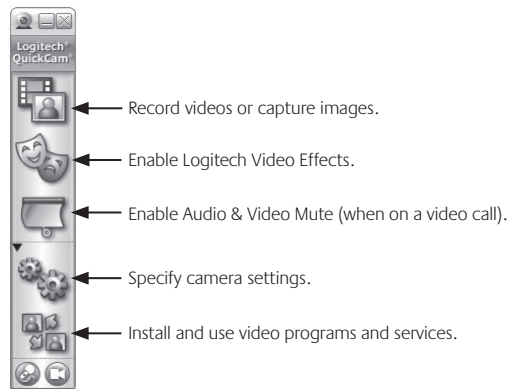 Logitech®
QuickCam®
Record videos or capture images.
Enable Logitech Video Effects.
Enable Audio & Video Mute (when on a video call).
Specify camera settings.
Install and use video programs and services.